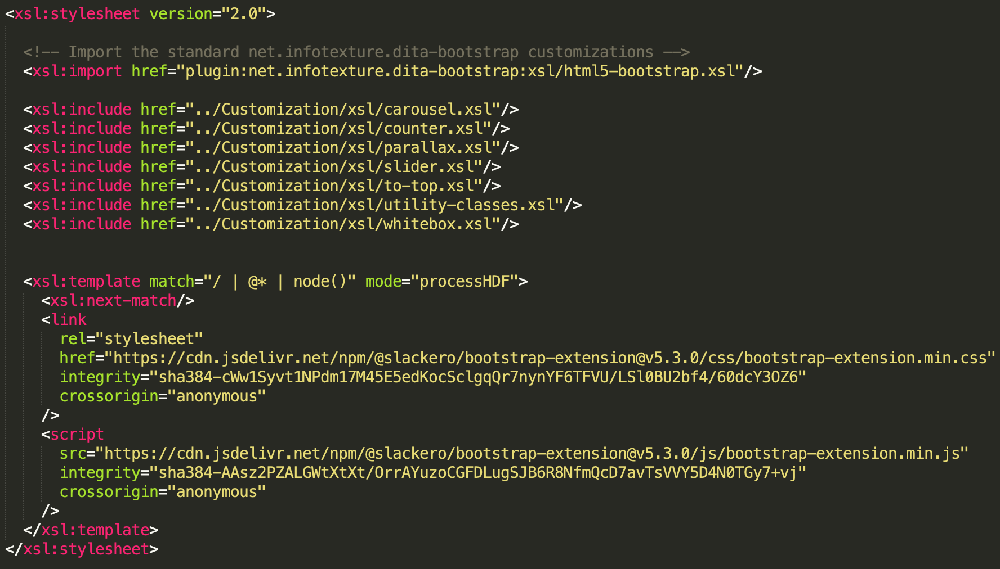 <xsl:stylesheet version="2.0">
<!-- Import the standard net.infotexture.dita-bootstrap customizations -->
<xsl:import href="plugin:net.infotexture.dita-bootstrap:xsl/html5-bootstrap.xsl"/>
<xsl:include href="../Customization/xsl/carousel.xsl"/>
<xsl:include href="../Customization/xsl/counter.xsl"/>
<xsl:include href="../Customization/xsl/parallax.xsl"/>
<xsl:include href="../Customization/xsl/slider.xsl"/>
<xsl:include href="../Customization/xsl/to-top.xsl"/>
<xsl:include href="../Customization/xsl/utility-classes.xsl"/>
<xsl:include href="../Customization/xsl/whitebox.xsl"/>
<xsl:template match="/ | @* | node()" mode="processHDF">
<xsl:next-match/>
<link
rel="stylesheet"
href="https://cdn.jsdelivr.net/npm/@slackero/bootstrap-extension@v5.3.0/css/bootstrap-extension.min.css"
integrity="sha384-cWw1Syvt1NPdm17M45E5edKocSclgqQr7nynYF6TFVU/LSl0BU2bf4/60dcY3OZ6"
crossorigin="anonymous"
/>
<script
src="https://cdn.jsdelivr.net/npm/@slackero/bootstrap-extension@v5.3.0/js/bootstrap-extension.min.js"
integrity="sha384-AAsz2PZALGWtXtXt/OrrAYuzoCGFDLugSJB6R8NfmQcD7avTsVVY5D4N0TGy7+vj"
crossorigin="anonymous"
/>
</xsl:template>
</xsl:stylesheet>